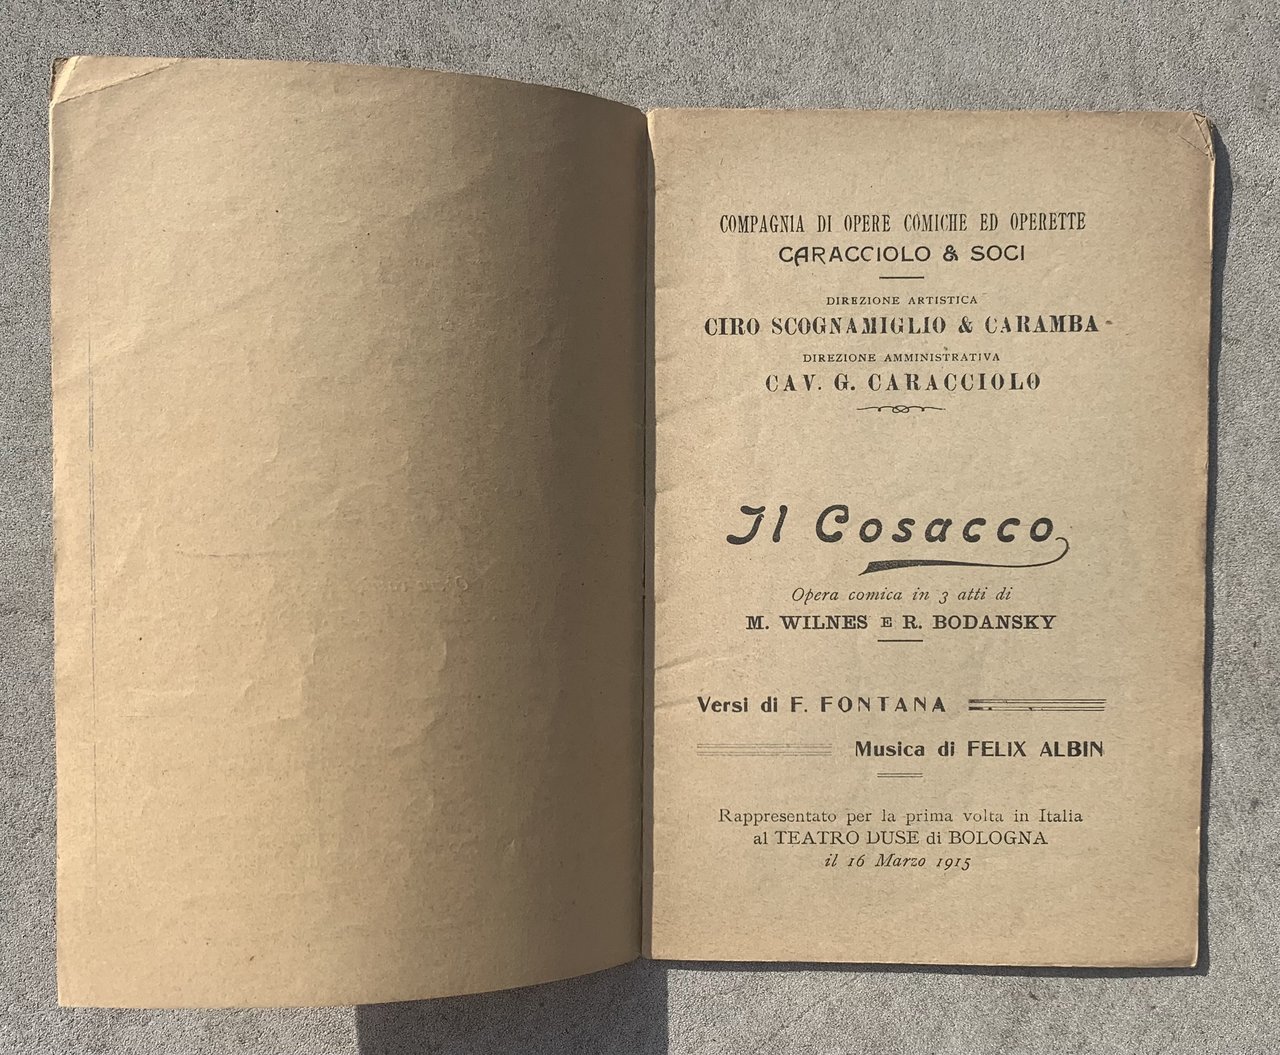 COMPAGNIA DI OPERE COMICHE ED OPERETTE
CARACCIOLO & SOCI
DIREZIONE ARTISTICA
CIRO SCOGNAMIGLIO & CARAMBA
DIREZIONE AMMINISTRATIVA
CAV. G. CARACCIOLO
Il Cosacco
Opera comica in 3 atti di
M. WILNES E R. BODANSKY
Versi di F. FONTANA
Musica di FELIX ALBIN
Rappresentato per la prima volta in Italia
al TEATRO DUSE di BOLOGNA
il 16 Marzo 1915